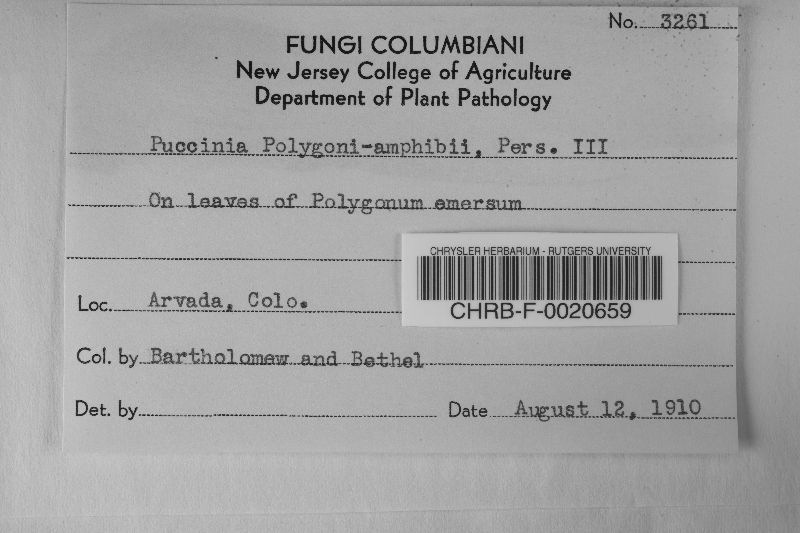 No. 3261
FUNGI COLUMBIANI
New Jersey College of Agriculture
Department of Plant Pathology
Puccinia Polygoni-amphibii, Pers. III
On leaves of Polygonum emersum
CHRYSLER HERBARIUM - RUTGERS UNIVERSITY
CHRB-F-0020659
Loc. Arvada, Colo.
Col. by Bartholomew and Bethel
Det. by
Date August 12, 1910